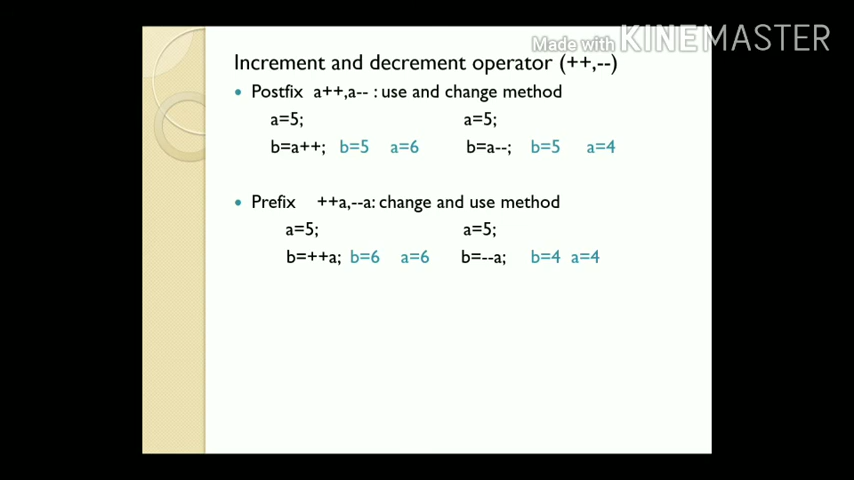 Made with KINEMASTER
Increment and decrement operator (++,--)
• Postfix a++,a-- : use and change method
a=5; a=5;
b=a++; b=5 a=6 b=a--; b=5 a=4
• Prefix ++a,--a: change and use method
a=5; a=5;
b=++a; b=6 a=6 b=--a; b=4 a=4